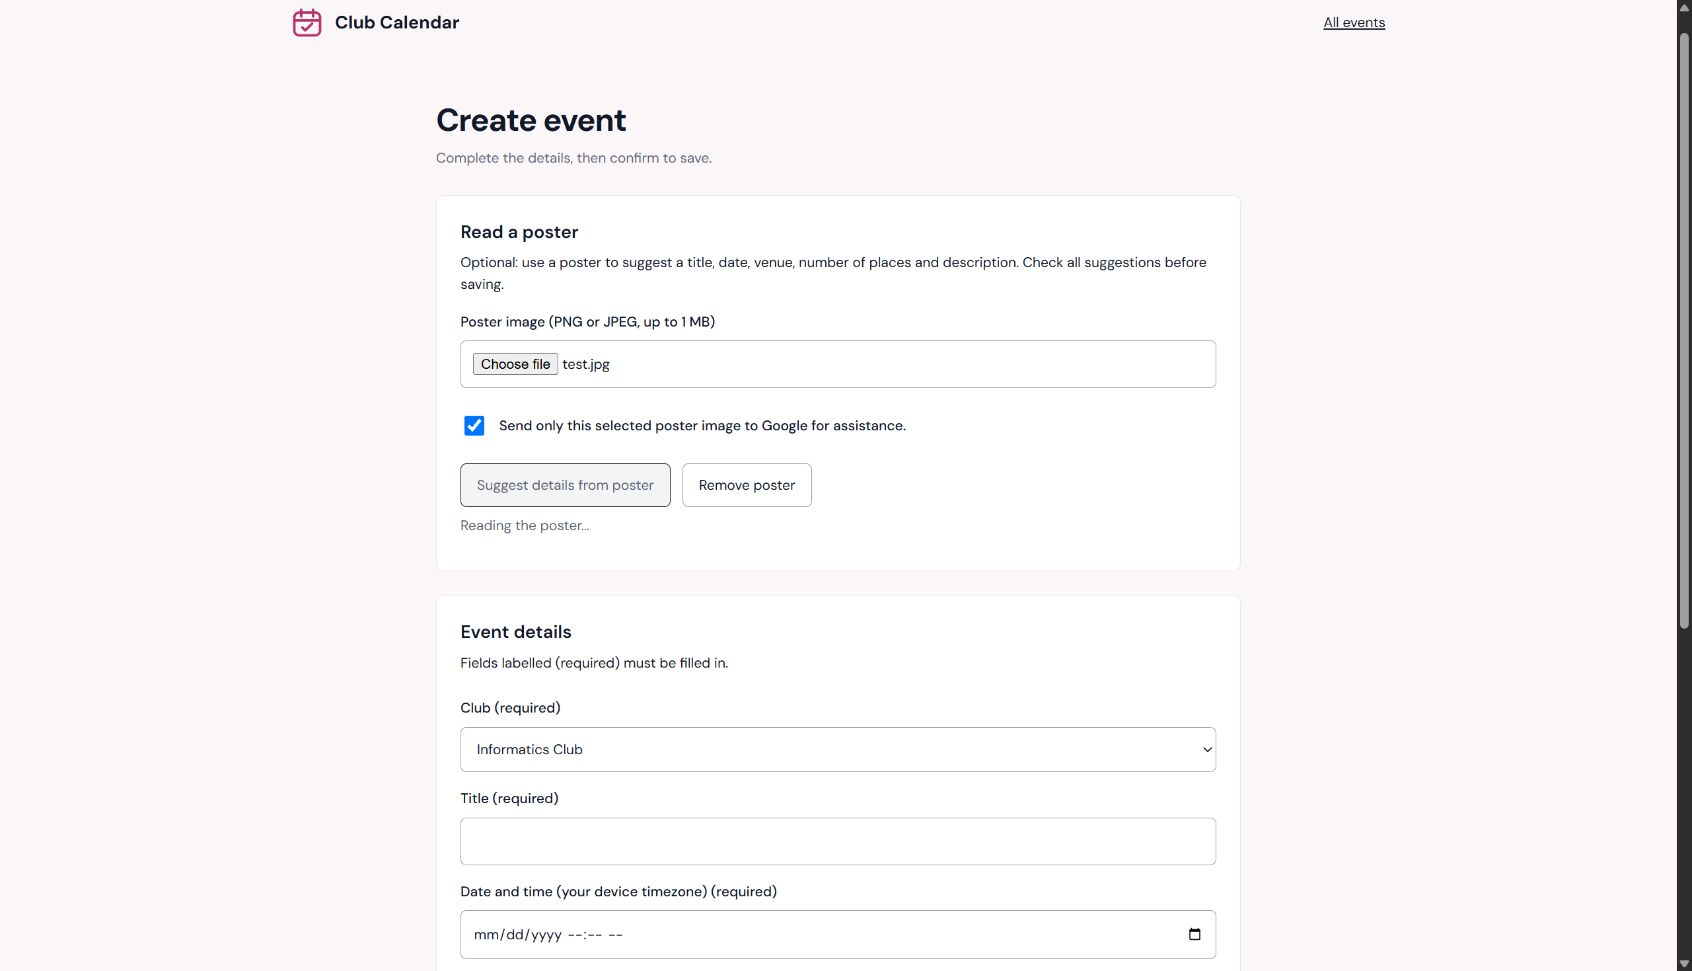 Club Calendar
All events
Create event
Complete the details, then confirm to save.
Read a poster
Optional: use a poster to suggest a title, date, venue, number of places and description. Check all suggestions before
saving.
Poster image (PNG or JPEG, up to 1 MB)
Choose file test.jpg
Send only this selected poster image to Google for assistance.
Suggest details from poster Remove poster
Reading the poster...
Event details
Fields labelled (required) must be filled in.
Club (required)
Informatics Club
Title (required)
Date and time (your device timezone) (required)
mm/dd/yyyy --:-- --